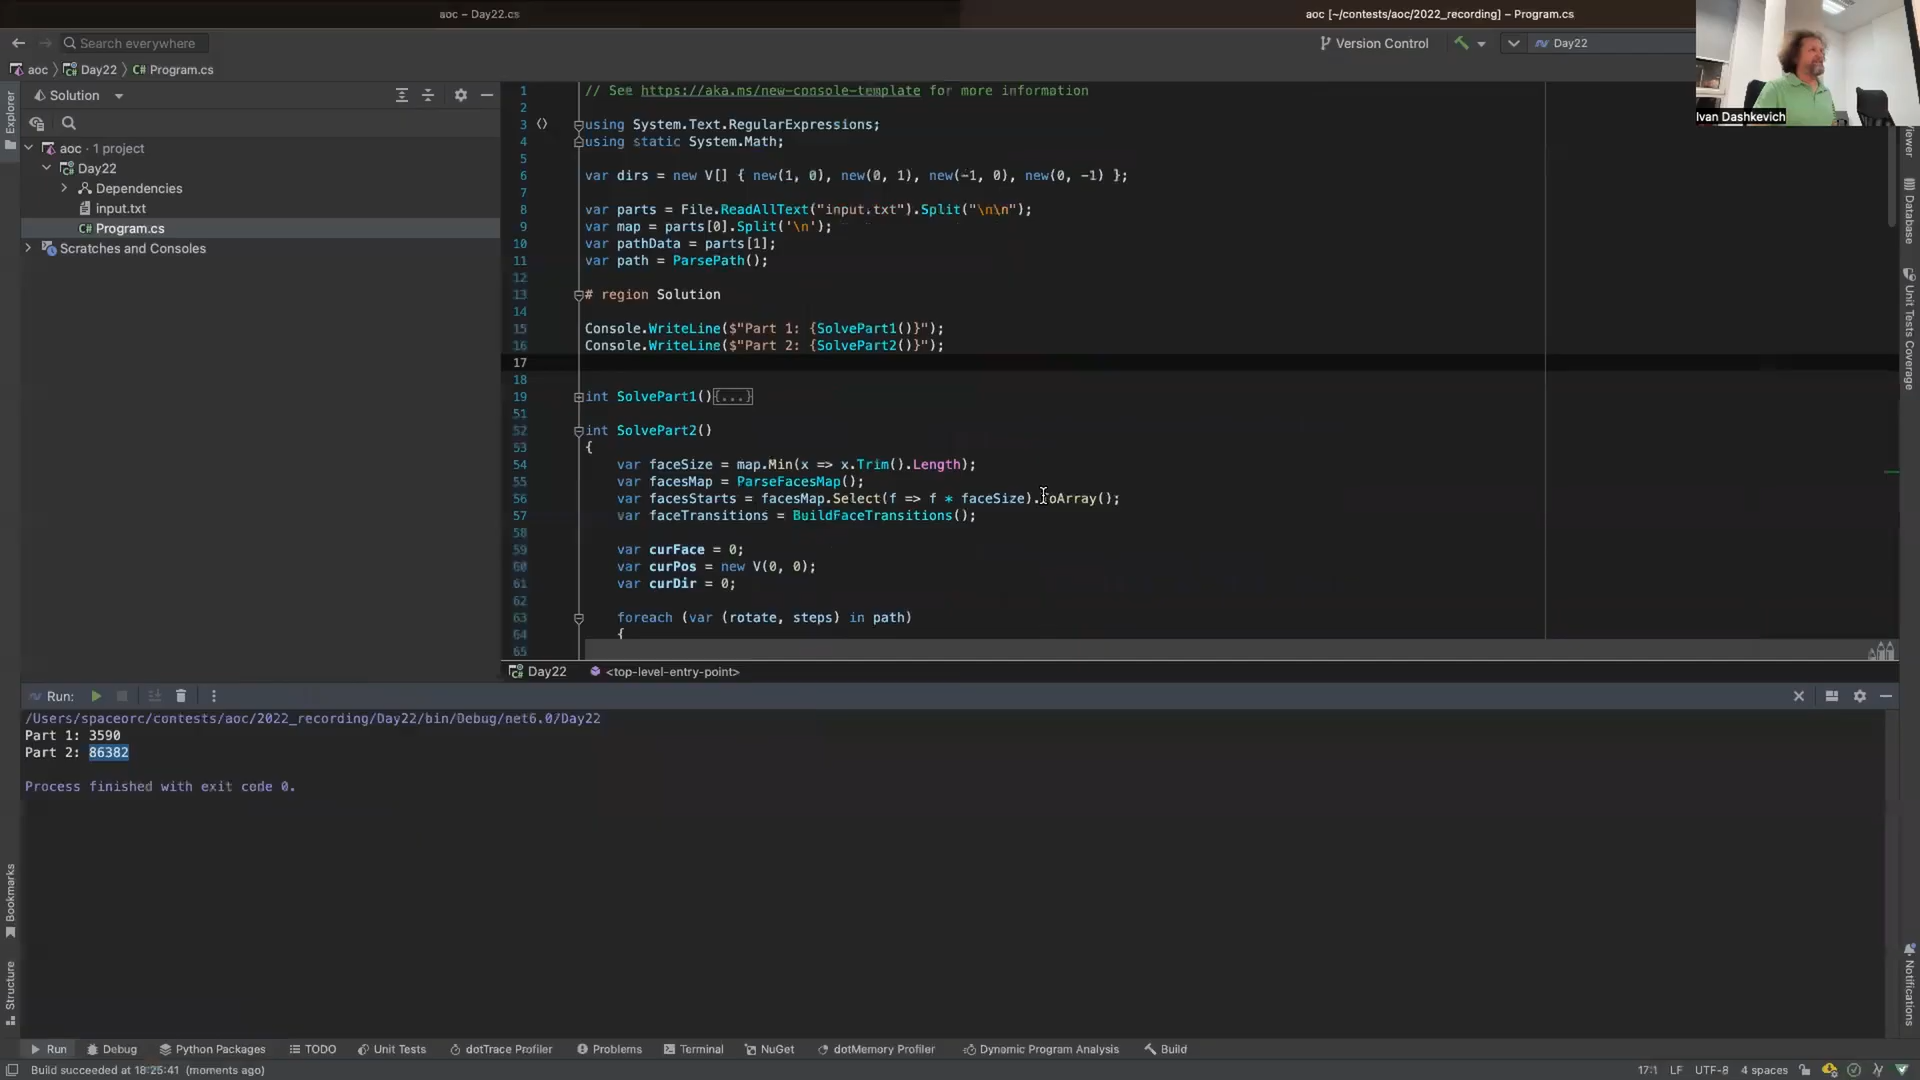 aoc – Day22.cs
aoc [~/contests/aoc/2022_recording] – Program.cs
Search everywhere
Version Control
Day22
aoc
Day22
C# Program.cs
Ivan Dashkevich
Explorer
Solution
aoc · 1 project
Day22
Dependencies
input.txt
C# Program.cs
Scratches and Consoles
1 // See https://aka.ms/new-console-template for more information
2
3 using System.Text.RegularExpressions;
4 using static System.Math;
5
6 var dirs = new V[] { new(1, 0), new(0, 1), new(-1, 0), new(0, -1) };
7
8 var parts = File.ReadAllText("input.txt").Split("\n\n");
9 var map = parts[0].Split('\n');
10 var pathData = parts[1];
11 var path = ParsePath();
12
13 # region Solution
14
15 Console.WriteLine($"Part 1: {SolvePart1()}");
16 Console.WriteLine($"Part 2: {SolvePart2()}");
17
18
19 int SolvePart1(){...}
51
52 int SolvePart2()
53 {
54 var faceSize = map.Min(x => x.Trim().Length);
55 var facesMap = ParseFacesMap();
56 var facesStarts = facesMap.Select(f => f * faceSize).ToArray();
57 var faceTransitions = BuildFaceTransitions();
58
59 var curFace = 0;
60 var curPos = new V(0, 0);
61 var curDir = 0;
62
63 foreach (var (rotate, steps) in path)
64 {
65
Day22
<top-level-entry-point>
Database
Unit Tests Coverage
Run:
/Users/spaceorc/contests/aoc/2022_recording/Day22/bin/Debug/net6.0/Day22
Part 1: 3590
Part 2: 86382
Process finished with exit code 0.
Bookmarks
Structure
Notifications
Run
Debug
Python Packages
TODO
Unit Tests
dotTrace Profiler
Problems
Terminal
NuGet
dotMemory Profiler
Dynamic Program Analysis
Build
Build succeeded at 18:25:41 (moments ago)
17:1
LF
UTF-8
4 spaces